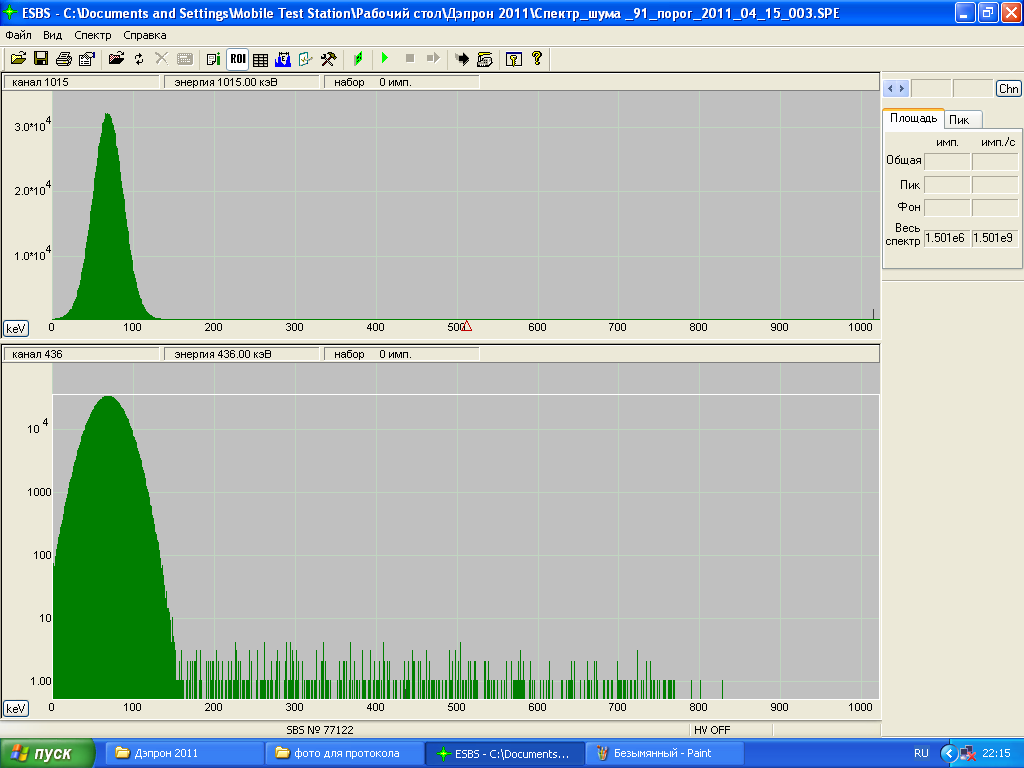 ESBS - C:\Documents and Settings\Mobile Test Station\Рабочий стол\Дэпрон 2011\Спектр_шума _91_порог_2011_04_15_003.SPE
Файл Вид Спектр Справка
ROI
канал 1015 энергия 1015.00 кэВ набор 0 имп.
Chn
3.0*10^4
2.0*10^4
1.0*10^4
keV 0 100 200 300 400 500 600 700 800 900 1000
Площадь Пик
имп. имп./с
Общая
Пик
Фон
Весь
спектр 1.501e6 1.501e9
канал 436 энергия 436.00 кэВ набор 0 имп.
10^4
1000
100
10
1.00
keV 0 100 200 300 400 500 600 700 800 900 1000
SBS № 77122 HV OFF
пуск Дэпрон 2011 фото для протокола ESBS - C:\Documents... Безымянный - Paint RU 22:15